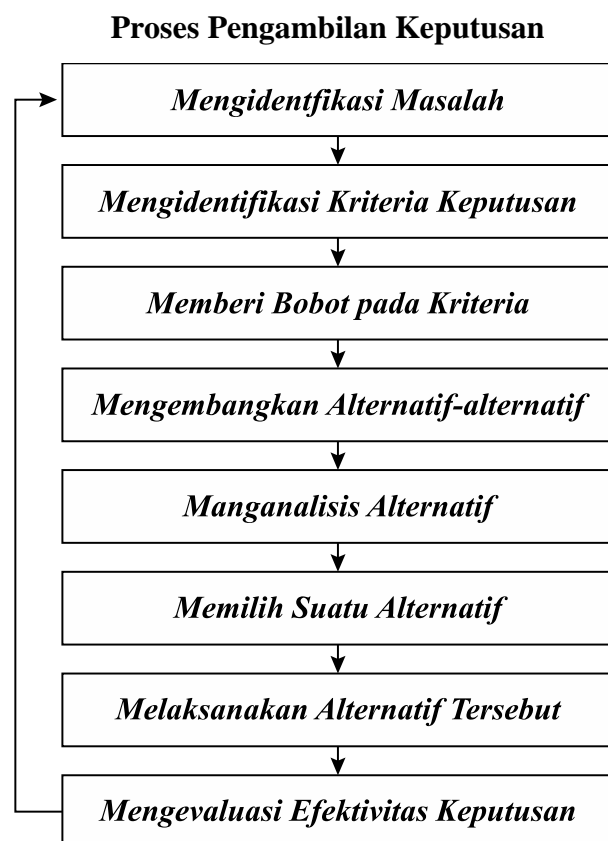 Proses Pengambilan Keputusan
Mengidentfikasi Masalah
Mengidentifikasi Kriteria Keputusan
Memberi Bobot pada Kriteria
Mengembangkan Alternatif-alternatif
Manganalisis Alternatif
Memilih Suatu Alternatif
Melaksanakan Alternatif Tersebut
Mengevaluasi Efektivitas Keputusan